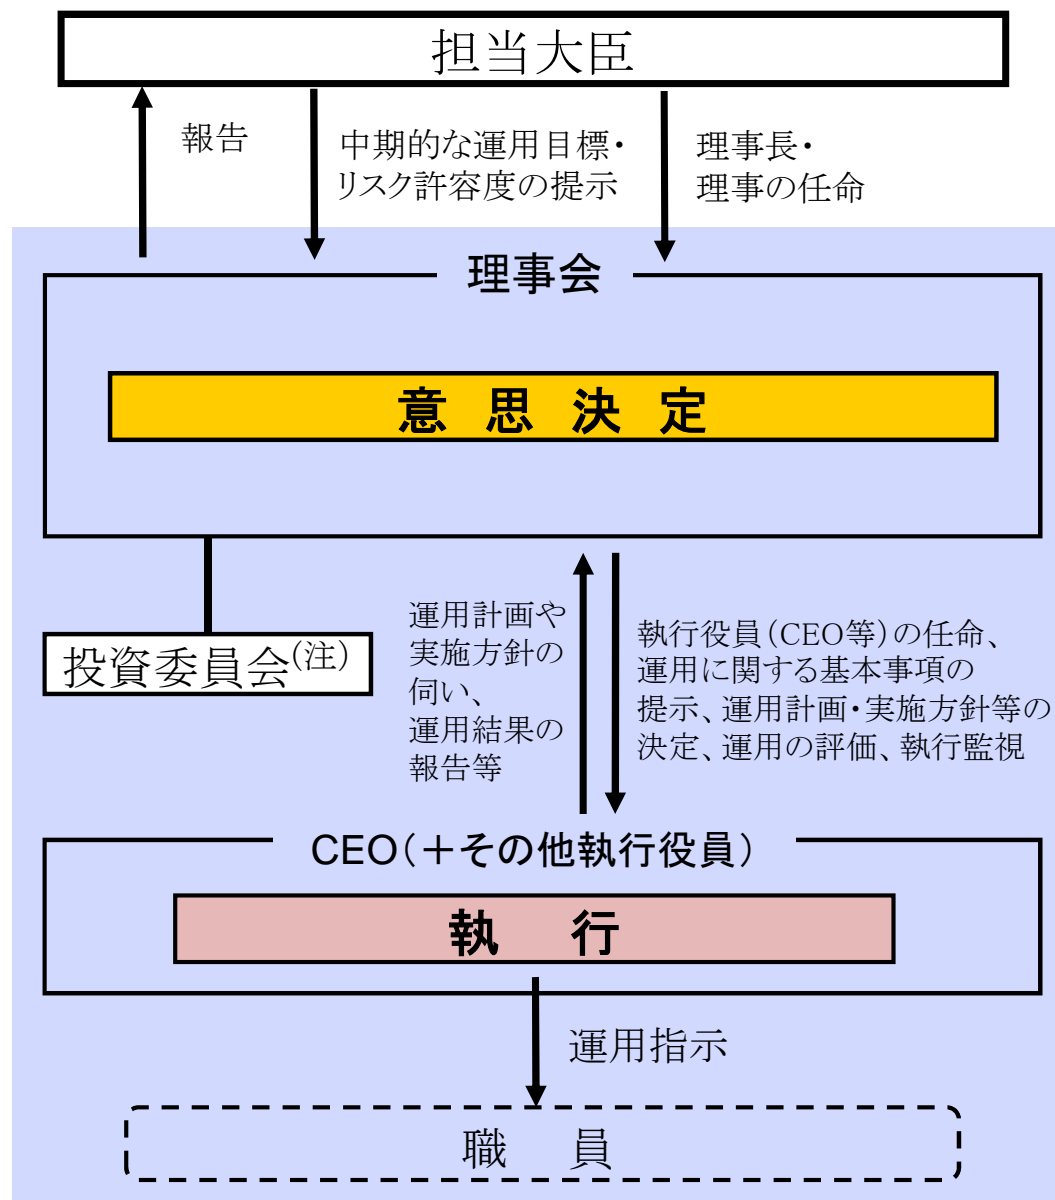 担当大臣
報告
中期的な運用目標・
リスク許容度の提示
理事長・
理事の任命
理事会
意思決定
投資委員会(注)
運用計画や
実施方針の
伺い、
運用結果の
報告等
執行役員(CEO等)の任命、
運用に関する基本事項の
提示、運用計画・実施方針等の
決定、運用の評価、執行監視
CEO(＋その他執行役員)
執行
運用指示
職員